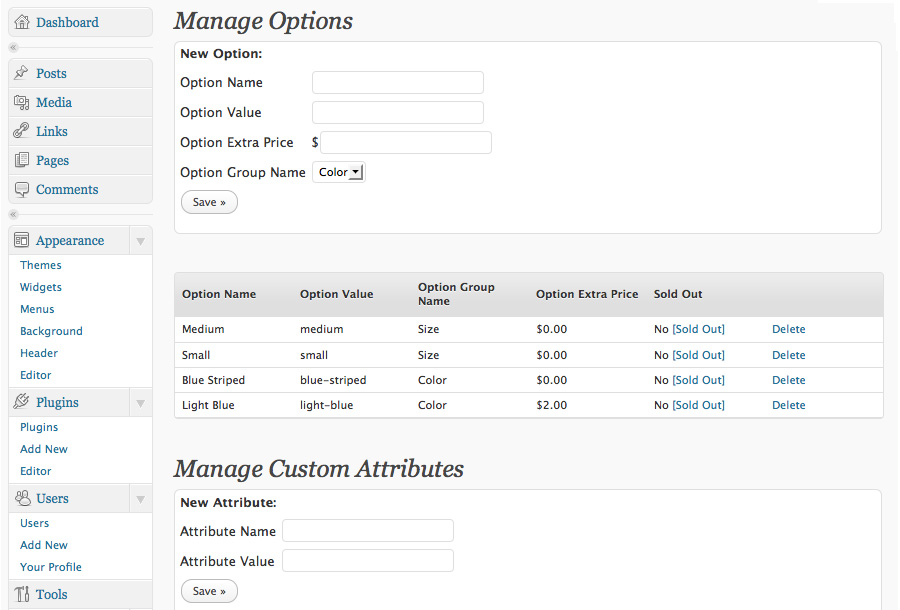 Dashboard
«
Posts
Media
Links
Pages
Comments
«
Appearance
Themes
Widgets
Menus
Background
Header
Editor
Plugins
Plugins
Add New
Editor
Users
Users
Add New
Your Profile
Tools
Manage Options
New Option:
Option Name
Option Value
Option Extra Price $
Option Group Name Color
Save »
Option Name Option Value Option Group Name Option Extra Price Sold Out
Medium medium Size $0.00 No [Sold Out] Delete
Small small Size $0.00 No [Sold Out] Delete
Blue Striped blue-striped Color $0.00 No [Sold Out] Delete
Light Blue light-blue Color $2.00 No [Sold Out] Delete
Manage Custom Attributes
New Attribute:
Attribute Name
Attribute Value
Save »